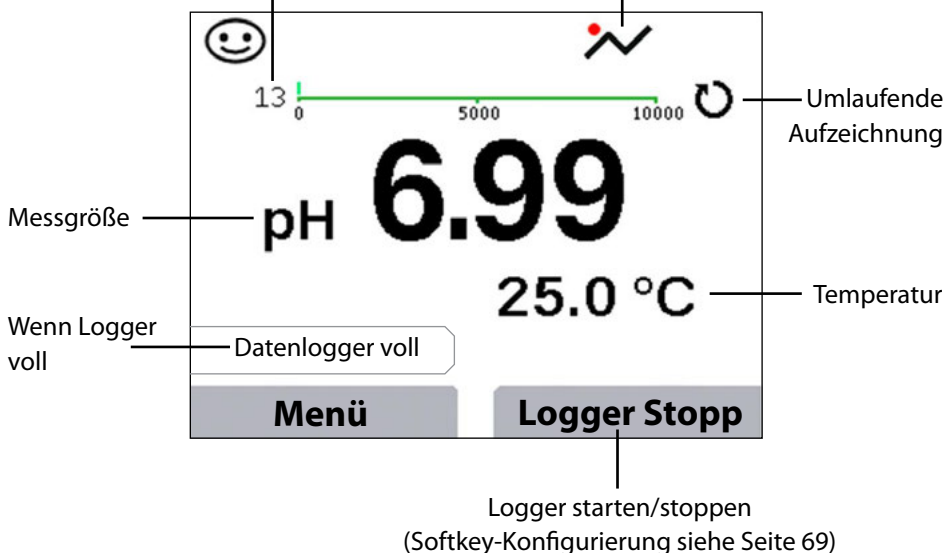 13
0 5000 10000
Umlaufende
Aufzeichnung
Messgröße
pH 6.99
25.0 °C
Temperatur
Wenn Logger
voll
Datenlogger voll
Menü
Logger Stopp
Logger starten/stoppen
(Softkey-Konfigurierung siehe Seite 69)